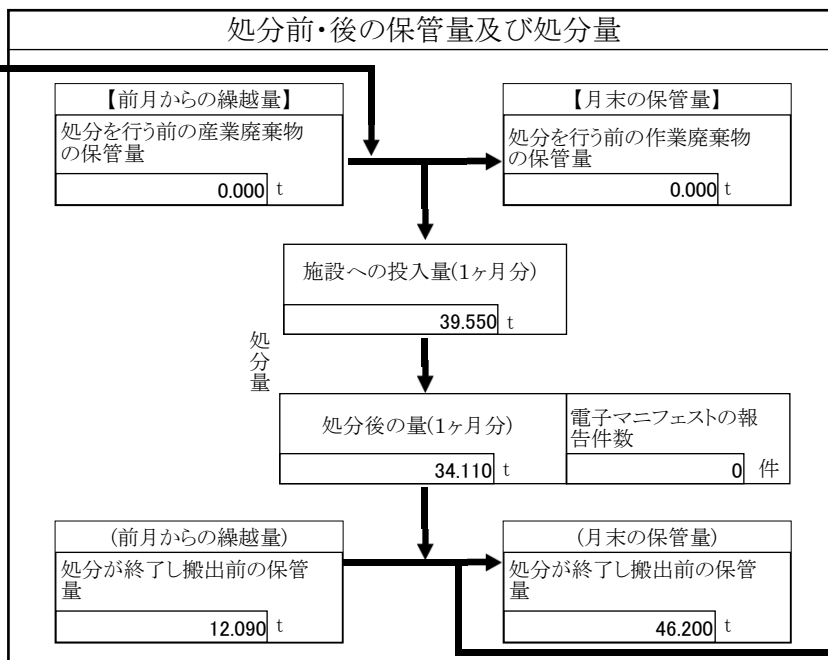 処分前・後の保管量及び処分量
【前月からの繰越量】
処分を行う前の産業廃棄物
の保管量
0.000 t
【月末の保管量】
処分を行う前の作業廃棄物
の保管量
0.000 t
施設への投入量(1ヶ月分)
39.550 t
処分量
処分後の量(1ヶ月分)
34.110 t
電子マニフェストの報
告件数
0 件
(前月からの繰越量)
処分が終了し搬出前の保管
量
12.090 t
(月末の保管量)
処分が終了し搬出前の保管
量
46.200 t